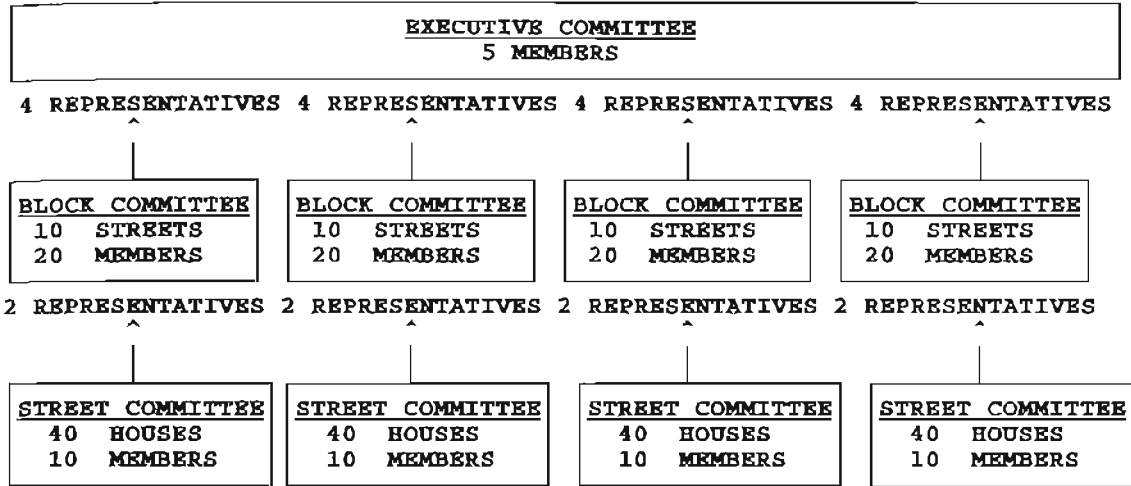 EXECUTIVE COMMITTEE
5 MEMBERS
4 REPRESENTATIVES 4 REPRESENTATIVES 4 REPRESENTATIVES 4 REPRESENTATIVES
^ ^ ^ ^
BLOCK COMMITTEE BLOCK COMMITTEE BLOCK COMMITTEE BLOCK COMMITTEE
10 STREETS 10 STREETS 10 STREETS 10 STREETS
20 MEMBERS 20 MEMBERS 20 MEMBERS 20 MEMBERS
2 REPRESENTATIVES 2 REPRESENTATIVES 2 REPRESENTATIVES 2 REPRESENTATIVES
^ ^ ^ ^
STREET COMMITTEE STREET COMMITTEE STREET COMMITTEE STREET COMMITTEE
40 HOUSES 40 HOUSES 40 HOUSES 40 HOUSES
10 MEMBERS 10 MEMBERS 10 MEMBERS 10 MEMBERS